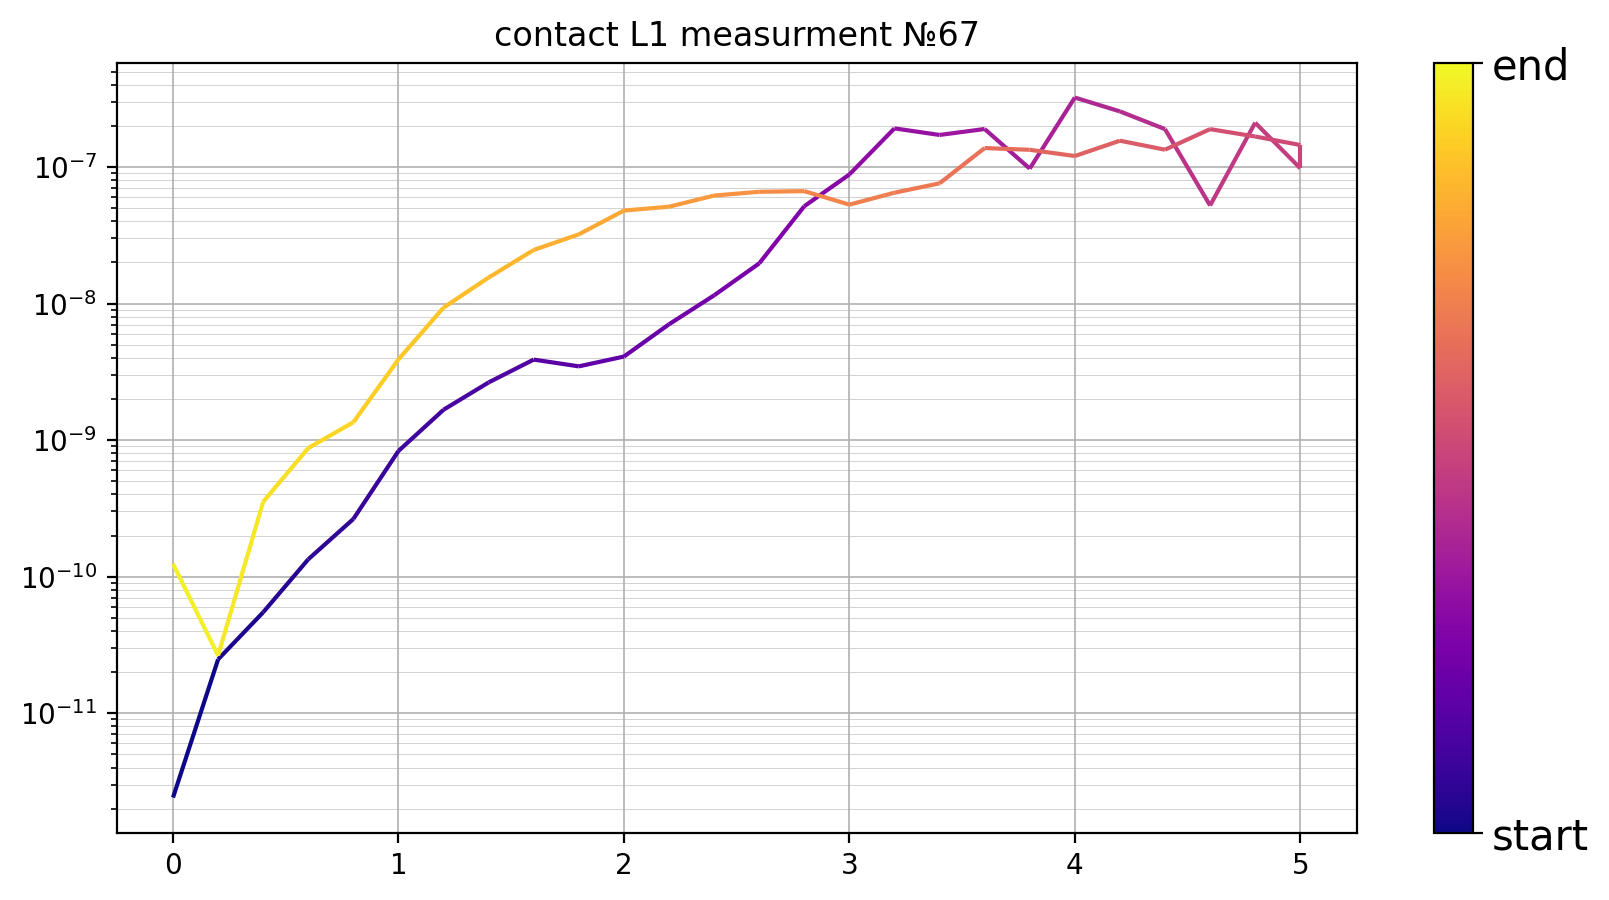 contact L1 measurment №67
10⁻⁷
10⁻⁸
10⁻⁹
10⁻¹⁰
10⁻¹¹
0 1 2 3 4 5
end
start